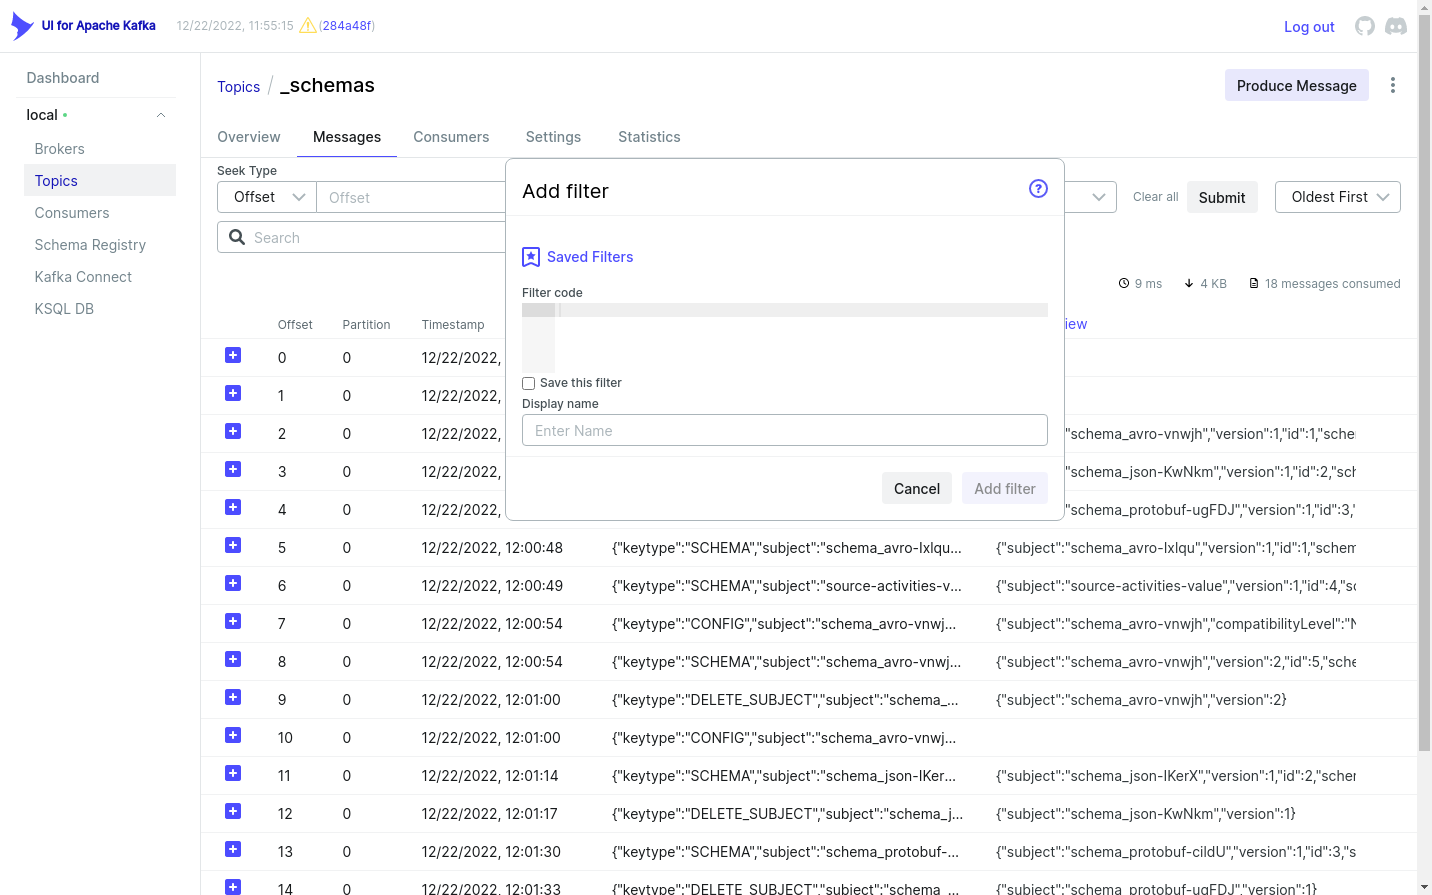 UI for Apache Kafka 12/22/2022, 11:55:15 (284a48f) Log out
Dashboard
local
Brokers
Topics
Consumers
Schema Registry
Kafka Connect
KSQL DB
Topics / _schemas Produce Message
Overview Messages Consumers Settings Statistics
Seek Type
Offset Offset Clear all Submit Oldest First
Search
9 ms 4 KB 18 messages consumed
Add filter
Saved Filters
Filter code
Save this filter
Display name
Enter Name
Cancel Add filter
Offset Partition Timestamp iew
0 0 12/22/2022,
1 0 12/22/2022,
2 0 12/22/2022, "schema_avro-vnwjh","version":1,"id":1,"sche
3 0 12/22/2022, "schema_json-KwNkm","version":1,"id":2,"sch
4 0 12/22/2022, "schema_protobuf-ugFDJ","version":1,"id":3,"
5 0 12/22/2022, 12:00:48 {"keytype":"SCHEMA","subject":"schema_avro-lxlqu... {"subject":"schema_avro-lxlqu","version":1,"id":1,"schem
6 0 12/22/2022, 12:00:49 {"keytype":"SCHEMA","subject":"source-activities-v... {"subject":"source-activities-value","version":1,"id":4,"sc
7 0 12/22/2022, 12:00:54 {"keytype":"CONFIG","subject":"schema_avro-vnwj... {"subject":"schema_avro-vnwjh","compatibilityLevel":"N
8 0 12/22/2022, 12:00:54 {"keytype":"SCHEMA","subject":"schema_avro-vnwj... {"subject":"schema_avro-vnwjh","version":2,"id":5,"sche
9 0 12/22/2022, 12:01:00 {"keytype":"DELETE_SUBJECT","subject":"schema_... {"subject":"schema_avro-vnwjh","version":2}
10 0 12/22/2022, 12:01:00 {"keytype":"CONFIG","subject":"schema_avro-vnwj...
11 0 12/22/2022, 12:01:14 {"keytype":"SCHEMA","subject":"schema_json-lKer... {"subject":"schema_json-lKerX","version":1,"id":2,"scher
12 0 12/22/2022, 12:01:17 {"keytype":"DELETE_SUBJECT","subject":"schema_j... {"subject":"schema_json-KwNkm","version":1}
13 0 12/22/2022, 12:01:30 {"keytype":"SCHEMA","subject":"schema_protobuf-... {"subject":"schema_protobuf-cildU","version":1,"id":3,"s
14 0 12/22/2022, 12:01:33 {"keytype":"DELETE_SUBJECT","subject":"schema_... {"subject":"schema_protobuf-ugFDJ","version":1}